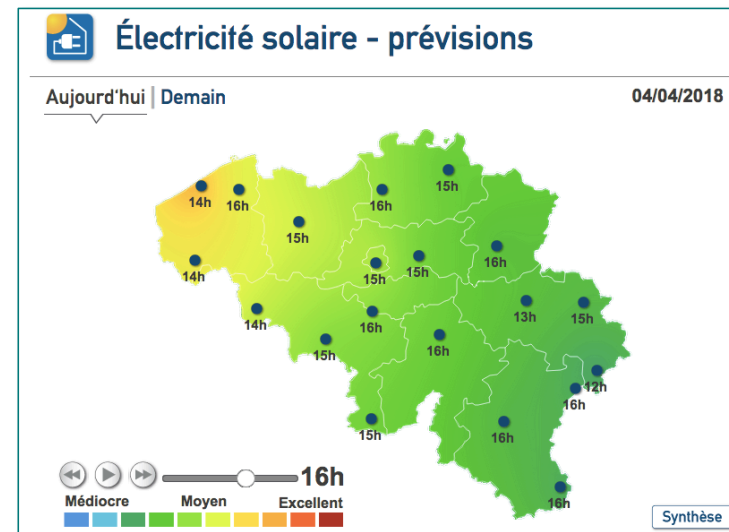 Électricité solaire - prévisions
Aujourd'hui | Demain
04/04/2018
15h
14h
16h
16h
15h
16h
15h
15h
14h
13h
15h
14h
16h
15h
16h
12h
16h
15h
16h
16h
16h
Médiocre
Moyen
Excellent
Synthèse